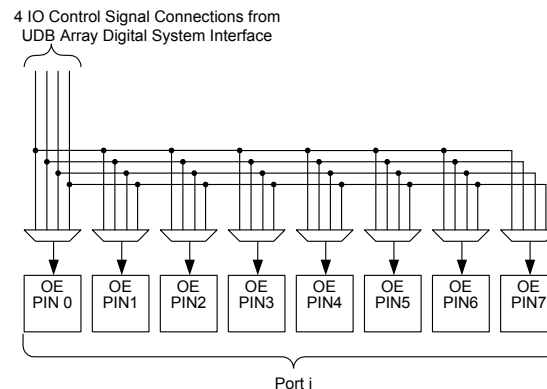 4 IO Control Signal Connections from
UDB Array Digital System Interface
OE
PIN 0
OE
PIN1
OE
PIN2
OE
PIN3
OE
PIN4
OE
PIN5
OE
PIN6
OE
PIN7
Port i